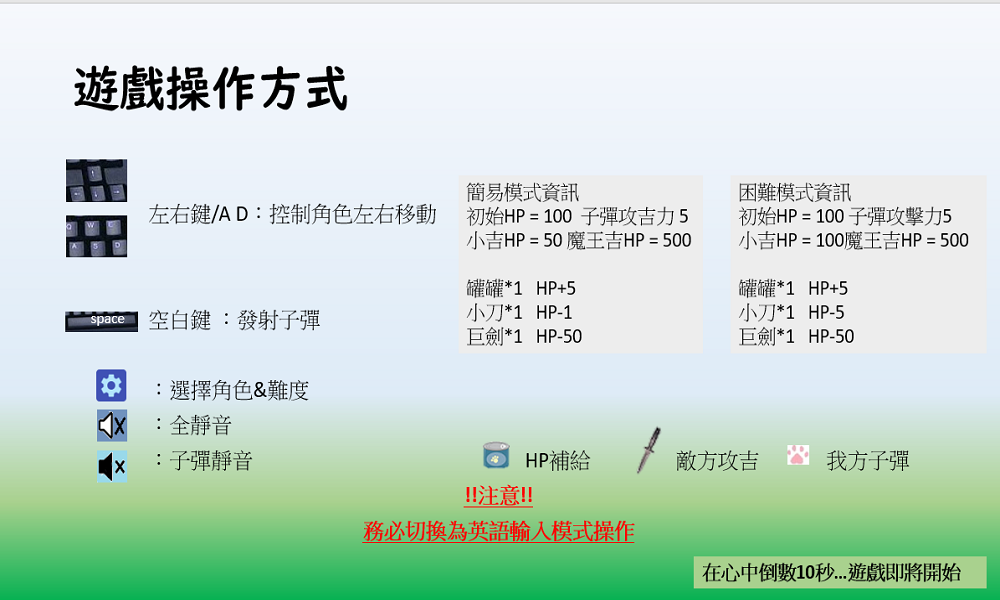 遊戲操作方式
左右鍵/A D：控制角色左右移動
Q W E
A S D
space
空白鍵 ：發射子彈
：選擇角色&難度
：全靜音
：子彈靜音
簡易模式資訊
初始HP = 100 子彈攻吉力 5
小吉HP = 50 魔王吉HP = 500
罐罐*1 HP+5
小刀*1 HP-1
巨劍*1 HP-50
困難模式資訊
初始HP = 100 子彈攻擊力5
小吉HP = 100魔王吉HP = 500
罐罐*1 HP+5
小刀*1 HP-5
巨劍*1 HP-50
HP補給
敵方攻吉
我方子彈
!!注意!!
務必切換為英語輸入模式操作
在心中倒數10秒...遊戲即將開始